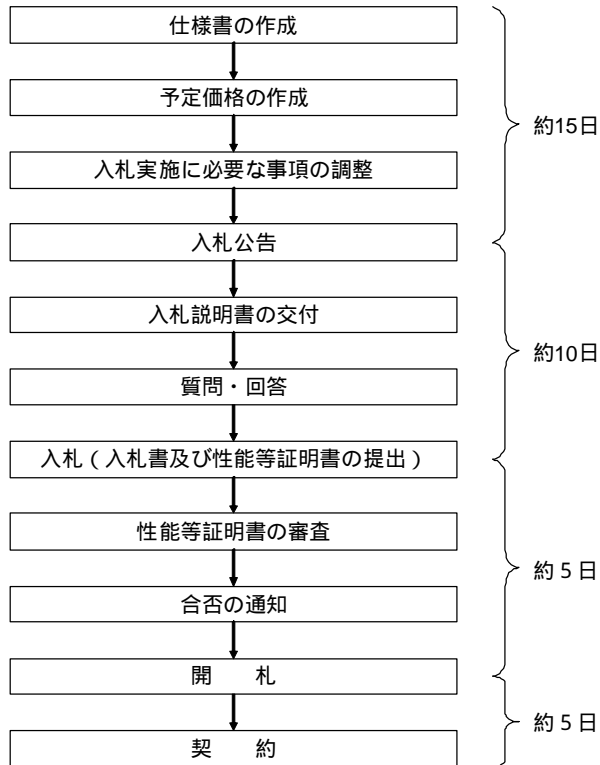 仕様書の作成
予定価格の作成
約15日
入札実施に必要な事項の調整
入札公告
入札説明書の交付
約10日
質問・回答
入札(入札書及び性能等証明書の提出)
性能等証明書の審査
約5日
合否の通知
開　　札
約5日
契　　約